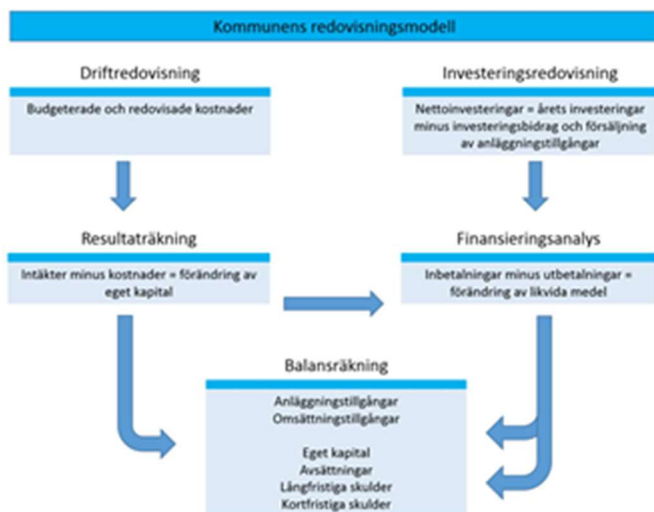 Kommunens redovisningsmodell
Driftredovisning
Budgeterade och redovisade kostnader
Investeringsredovisning
Nettoinvesteringar = årets investeringar
minus investeringsbidrag och försäljning
av anläggningstillgångar
Resultaträkning
Intäkter minus kostnader = förändring av
eget kapital
Finansieringsanalys
Inbetalningar minus utbetalningar =
förändring av likvida medel
Balansräkning
Anläggningstillgångar
Omsättningstillgångar
Eget kapital
Avsättningar
Långfristiga skulder
Kortfristiga skulder